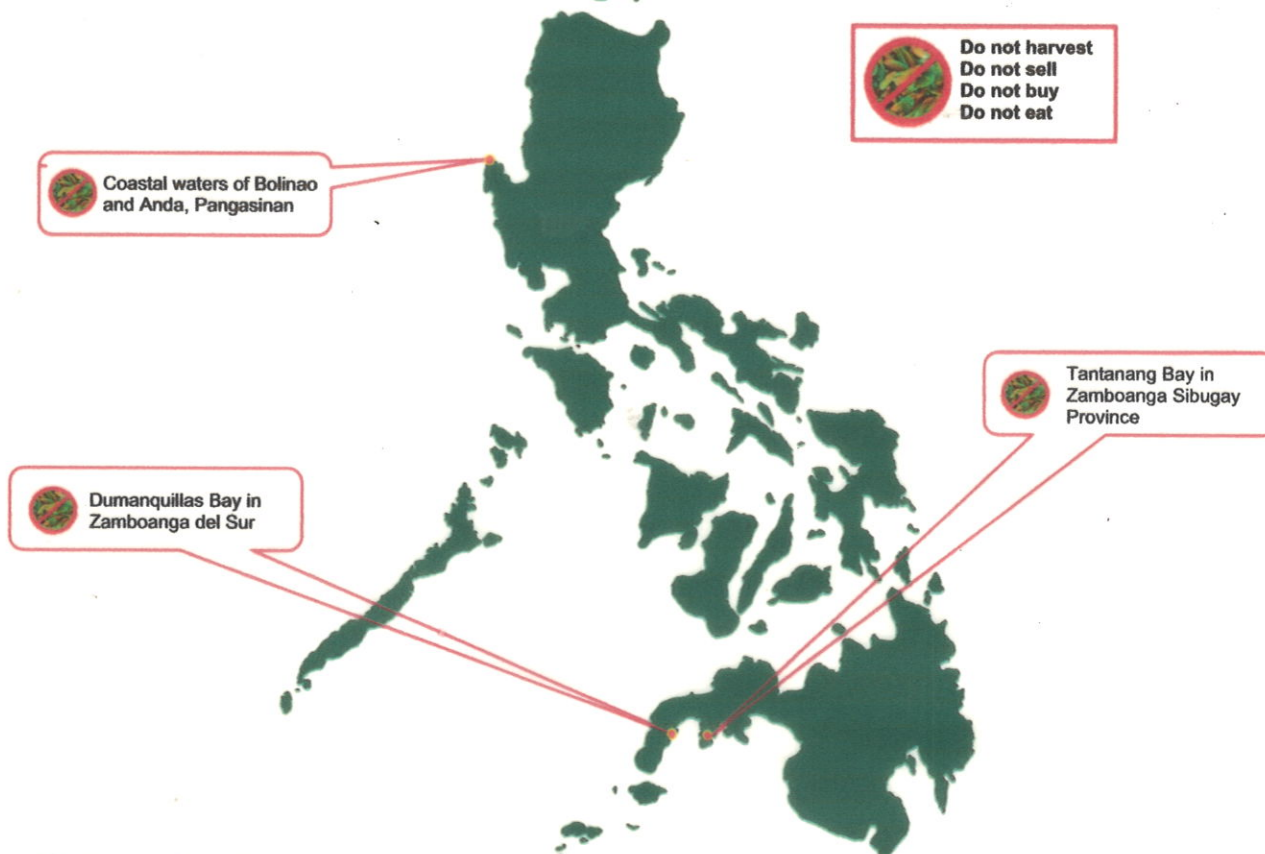 Do not harvest
Do not sell
Do not buy
Do not eat
Coastal waters of Bolinao
and Anda, Pangasinan
Tantanang Bay in
Zamboanga Sibugay
Province
Dumanquillas Bay in
Zamboanga del Sur